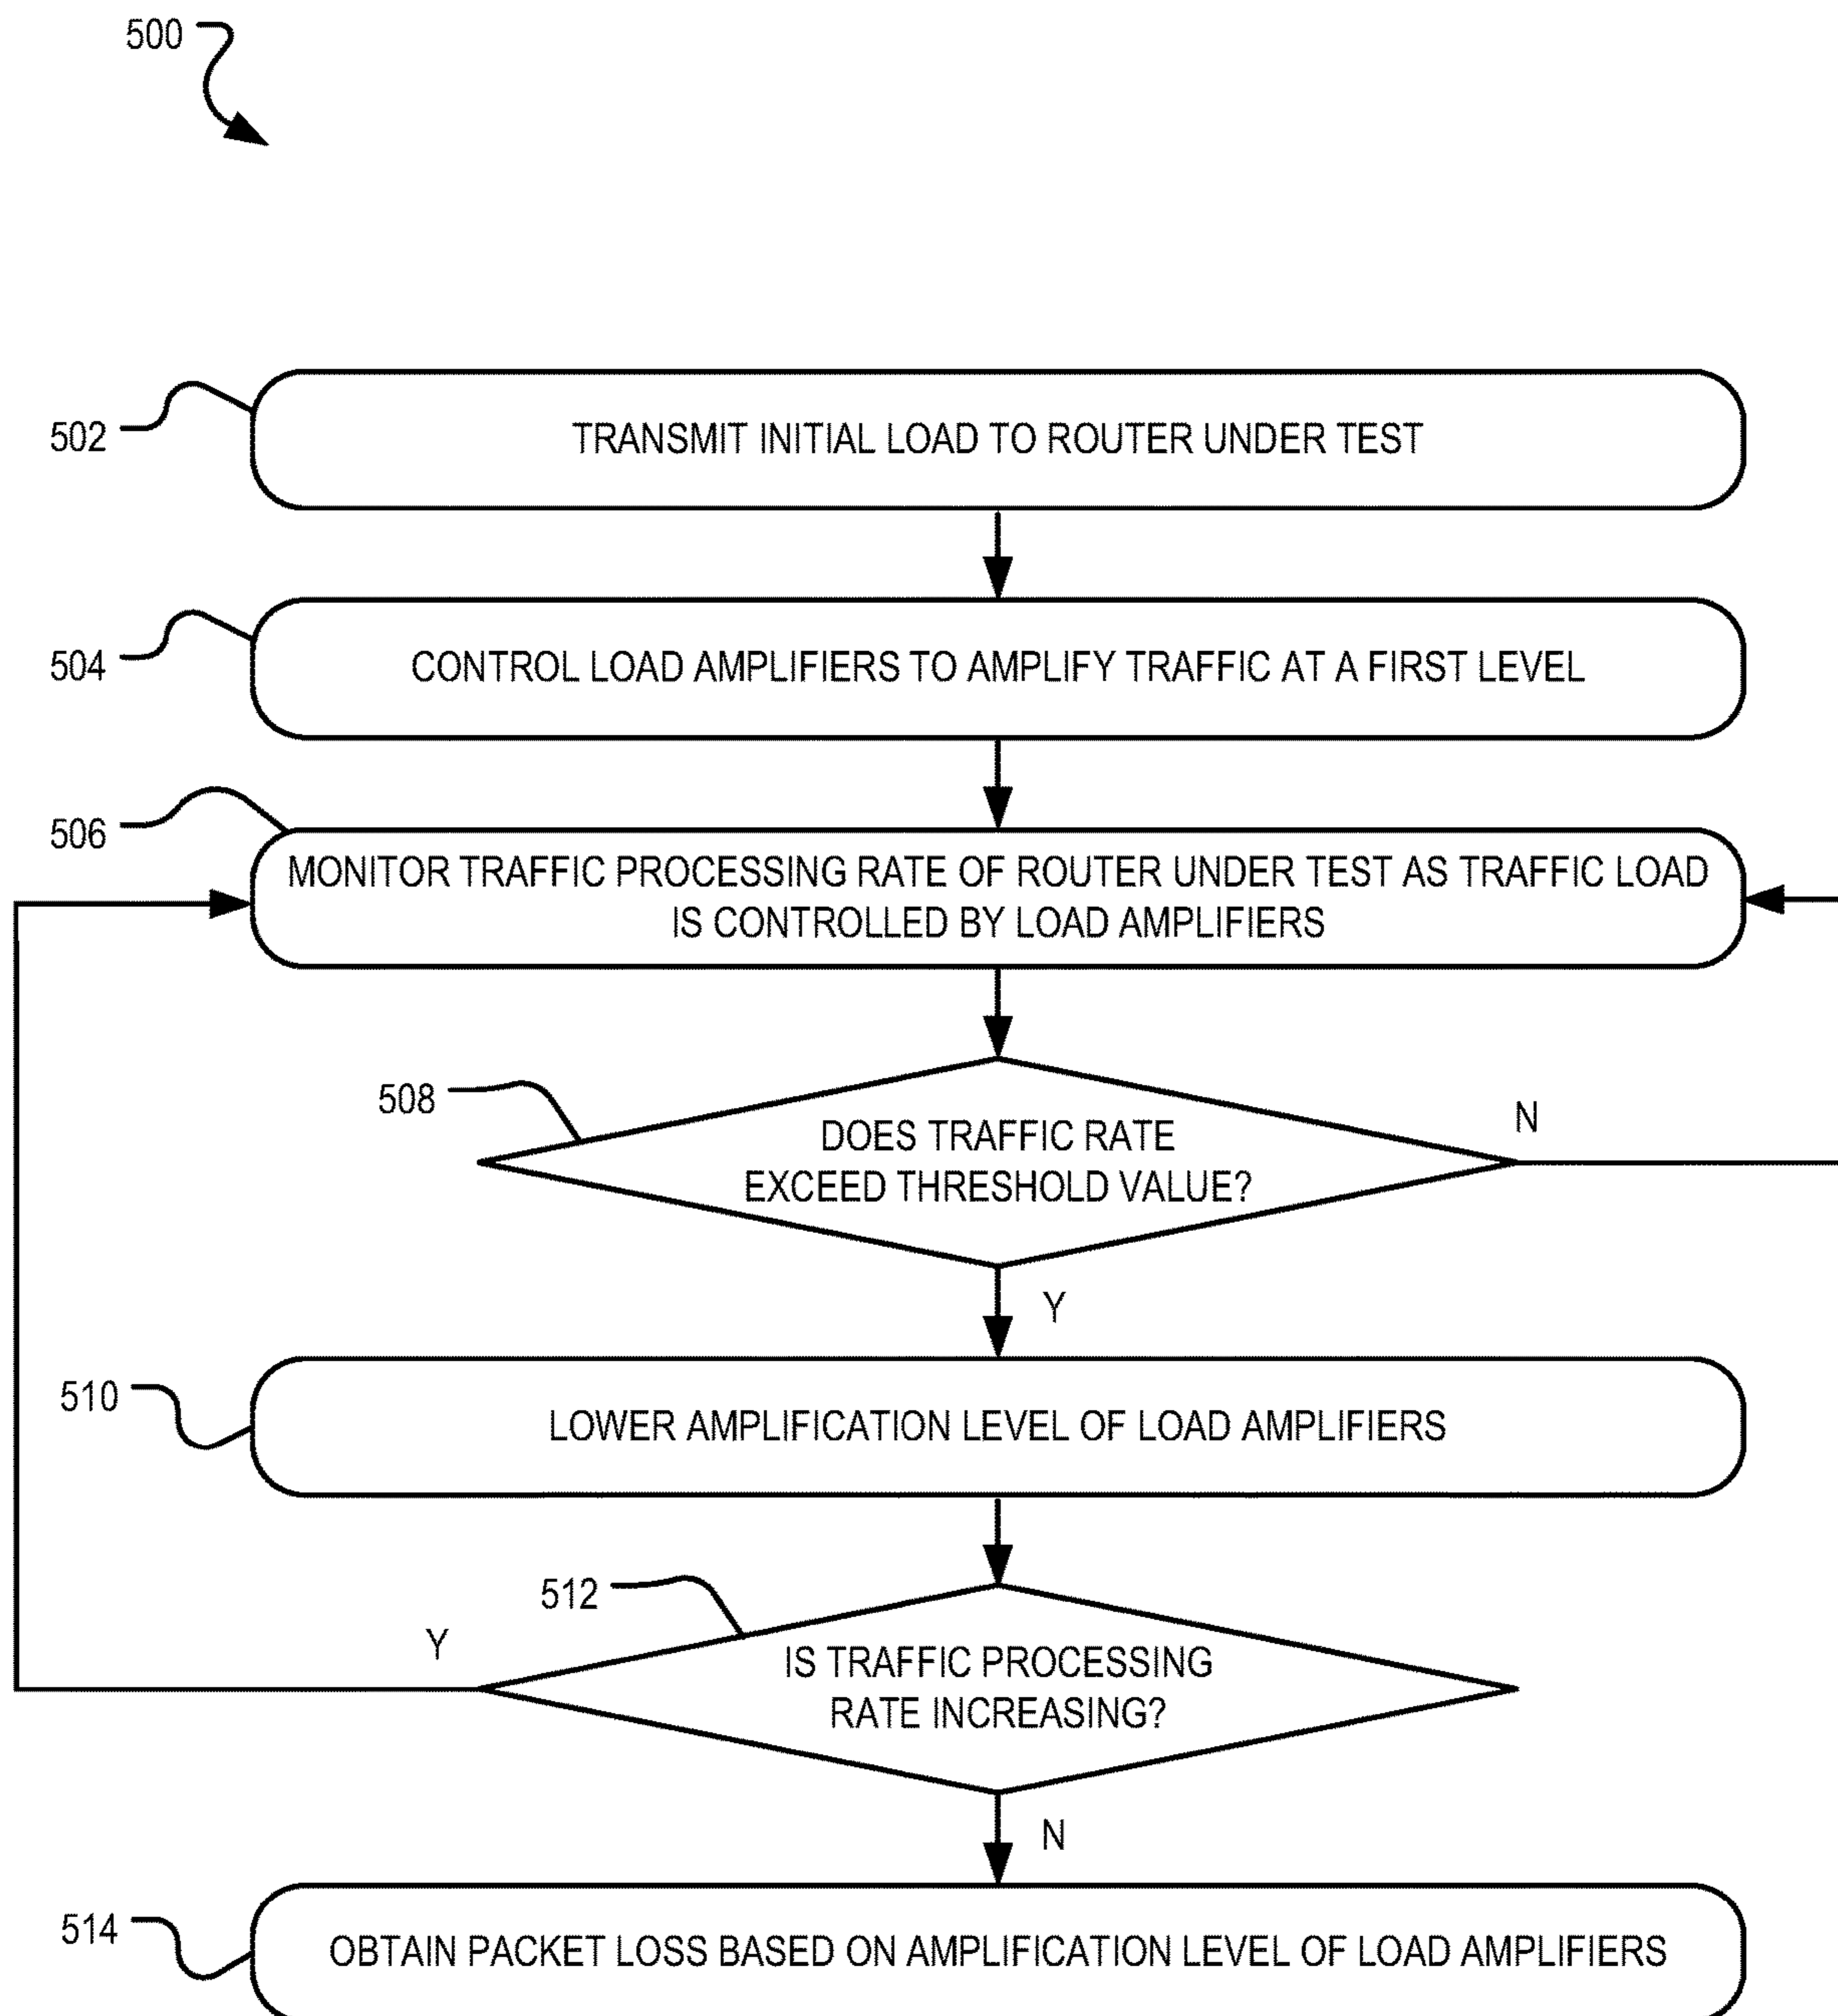 500
502
TRANSMIT INITIAL LOAD TO ROUTER UNDER TEST
504
CONTROL LOAD AMPLIFIERS TO AMPLIFY TRAFFIC AT A FIRST LEVEL
506
MONITOR TRAFFIC PROCESSING RATE OF ROUTER UNDER TEST AS TRAFFIC LOAD
IS CONTROLLED BY LOAD AMPLIFIERS
508
DOES TRAFFIC RATE
EXCEED THRESHOLD VALUE?
N
Y
510
LOWER AMPLIFICATION LEVEL OF LOAD AMPLIFIERS
512
Y
IS TRAFFIC PROCESSING
RATE INCREASING?
N
514
OBTAIN PACKET LOSS BASED ON AMPLIFICATION LEVEL OF LOAD AMPLIFIERS